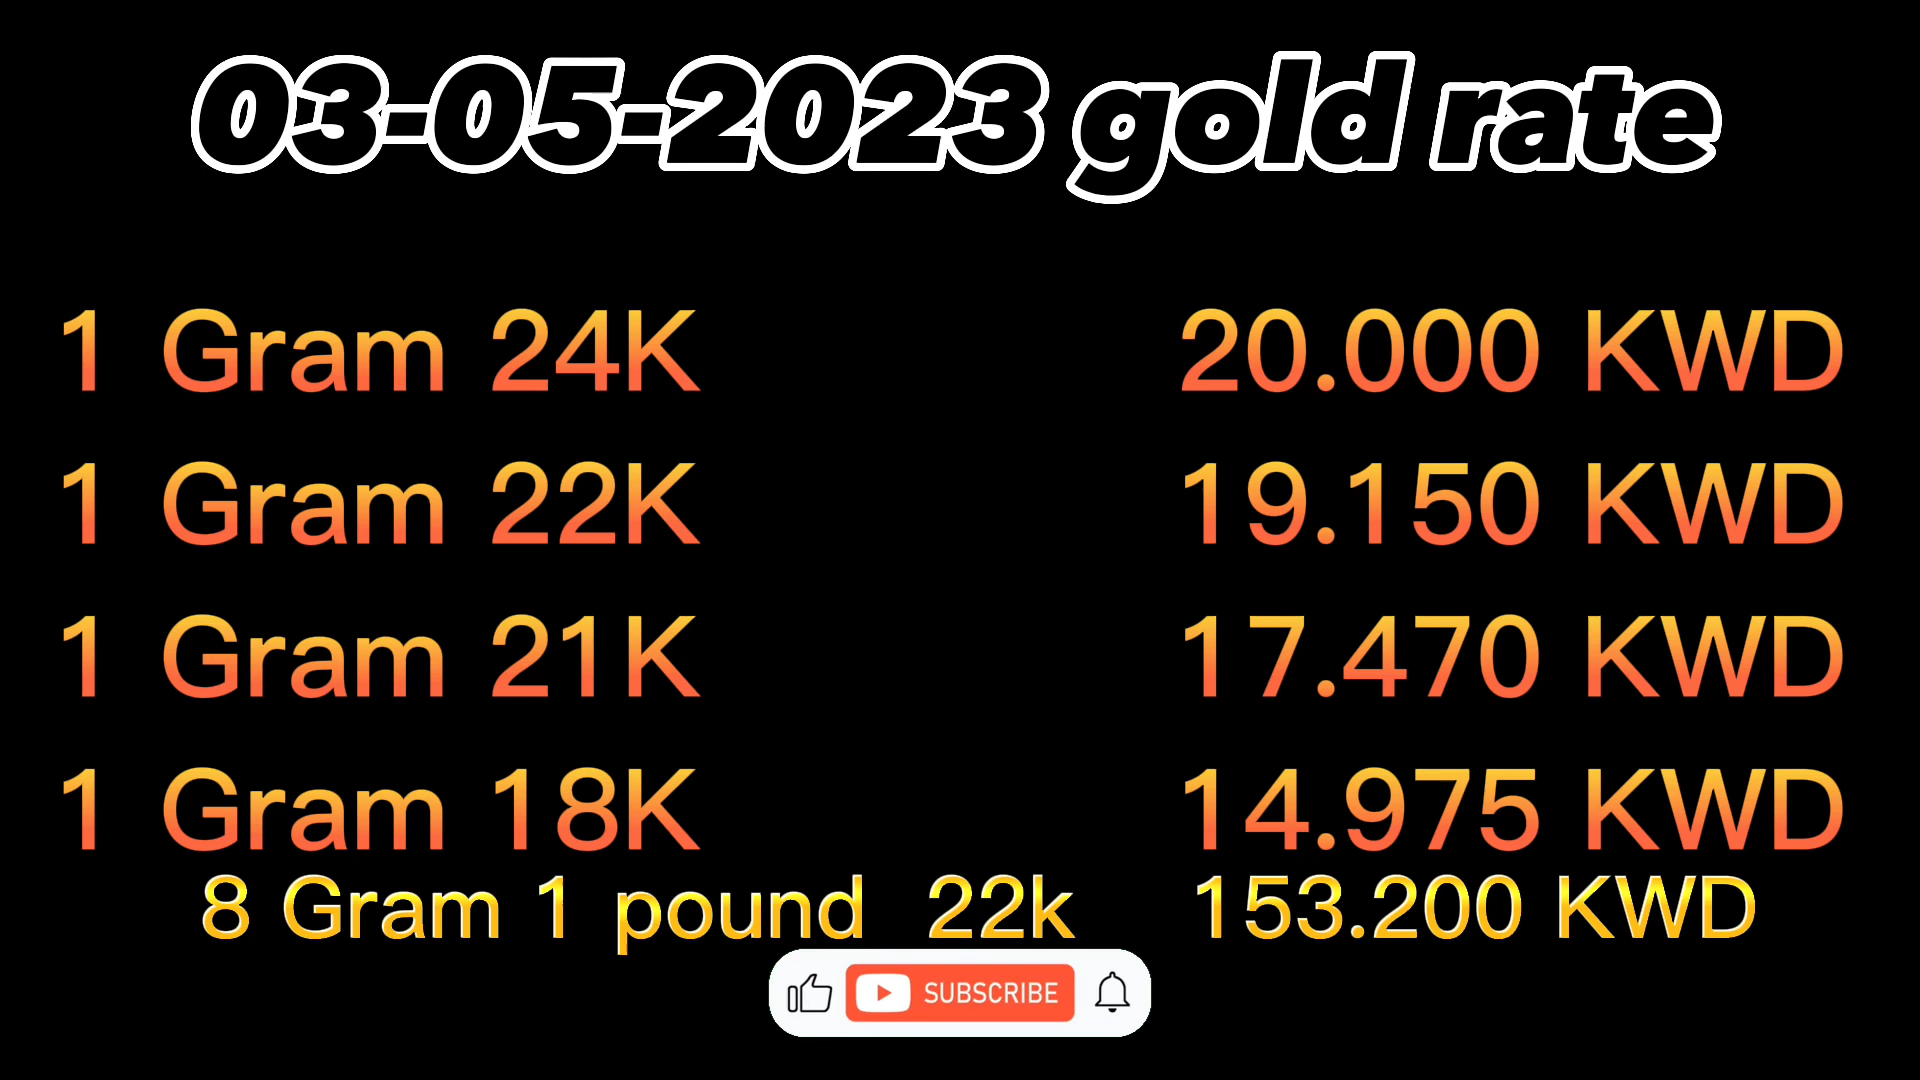 03-05-2023 gold rate
1 Gram 24K 20.000 KWD
1 Gram 22K 19.150 KWD
1 Gram 21K 17.470 KWD
1 Gram 18K 14.975 KWD
8 Gram 1 pound 22k 153.200 KWD
SUBSCRIBE